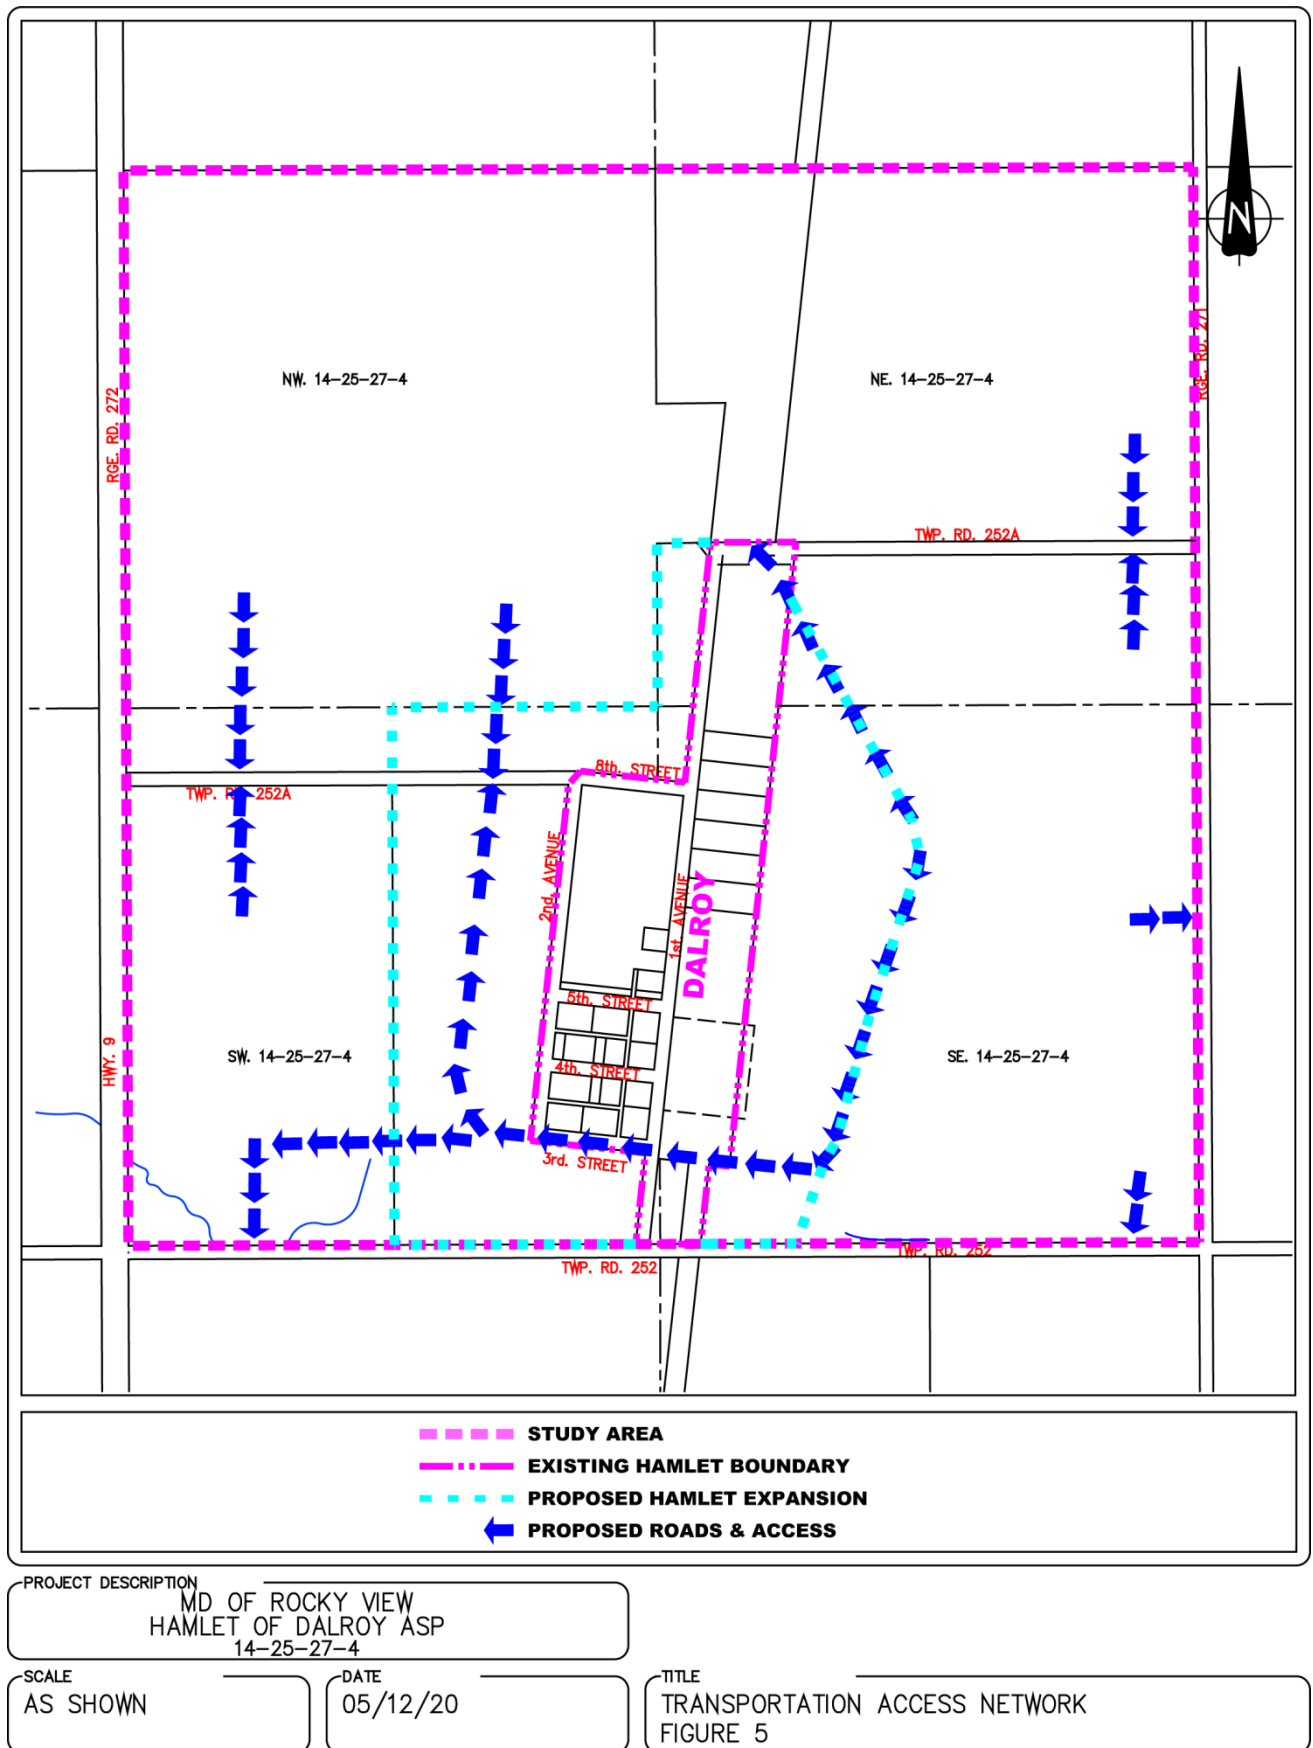 N
NW. 14-25-27-4
NE. 14-25-27-4
RGE. RD. 271
RGE. RD. 272
TWP. RD. 252A
8th. STREET
TWP. RD. 252A
2nd. AVENUE
1st. AVENUE
DALROY
5th. STREET
SW. 14-25-27-4
SE. 14-25-27-4
HWY. 9
4th. STREET
3rd. STREET
TWP. RD. 252
TWP. RD. 252
STUDY AREA
EXISTING HAMLET BOUNDARY
PROPOSED HAMLET EXPANSION
PROPOSED ROADS & ACCESS
PROJECT DESCRIPTION
MD OF ROCKY VIEW
HAMLET OF DALROY ASP
14-25-27-4
SCALE
AS SHOWN
DATE
05/12/20
TITLE
TRANSPORTATION ACCESS NETWORK
FIGURE 5